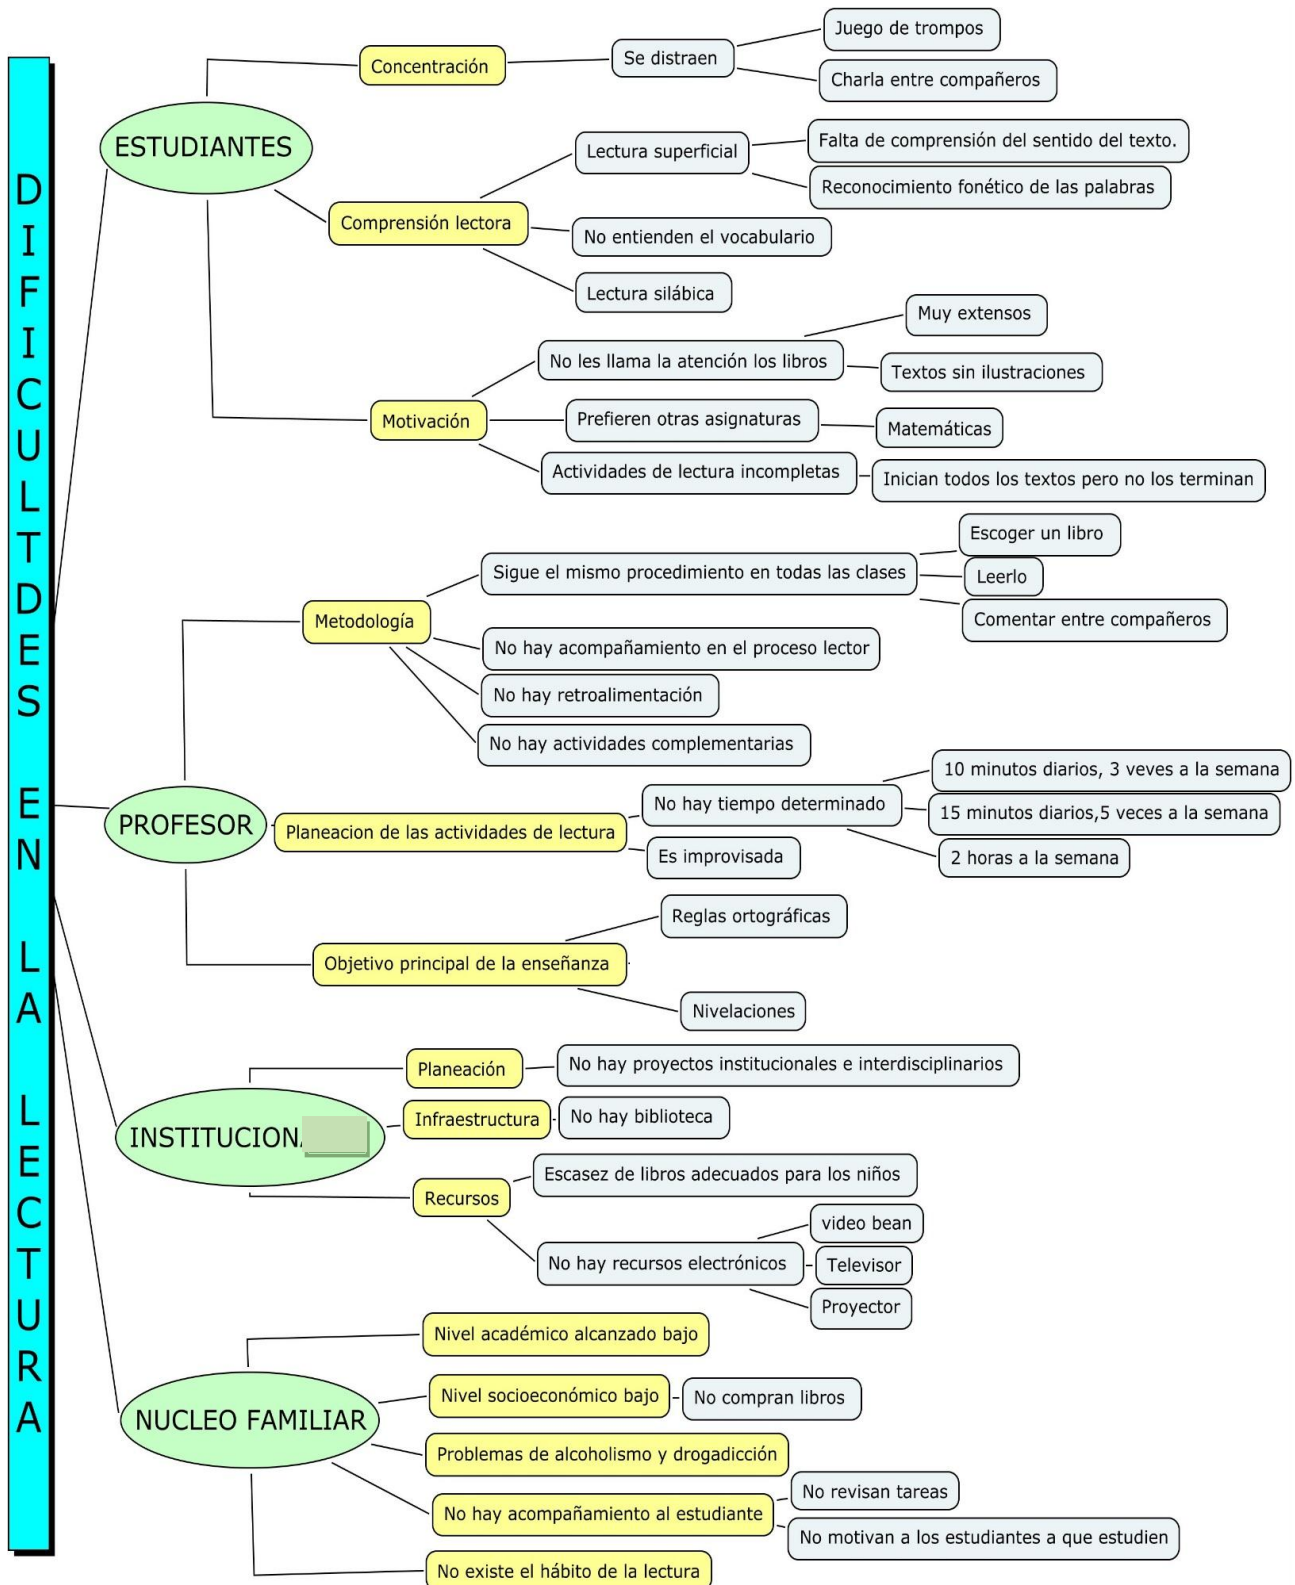 DIFICULTDES EN LA LECTURA
ESTUDIANTES
Concentración
Se distraen
Juego de trompos
Charla entre compañeros
Comprensión lectora
Lectura superficial
Falta de comprensión del sentido del texto.
Reconocimiento fonético de las palabras
No entienden el vocabulario
Lectura silábica
Motivación
No les llama la atención los libros
Muy extensos
Textos sin ilustraciones
Prefieren otras asignaturas
Matemáticas
Actividades de lectura incompletas
Inician todos los textos pero no los terminan
PROFESOR
Metodología
Sigue el mismo procedimiento en todas las clases
Escoger un libro
Leerlo
Comentar entre compañeros
No hay acompañamiento en el proceso lector
No hay retroalimentación
No hay actividades complementarias
Planeacion de las actividades de lectura
No hay tiempo determinado
10 minutos diarios, 3 veves a la semana
15 minutos diarios,5 veces a la semana
2 horas a la semana
Es improvisada
Objetivo principal de la enseñanza
Reglas ortográficas
Nivelaciones
Planeación
No hay proyectos institucionales e interdisciplinarios
Infraestructura
No hay biblioteca
Recursos
Escasez de libros adecuados para los niños
No hay recursos electrónicos
video bean
Televisor
Proyector
NUCLEO FAMILIAR
Nivel académico alcanzado bajo
Nivel socioeconómico bajo
No compran libros
Problemas de alcoholismo y drogadicción
No hay acompañamiento al estudiante
No revisan tareas
No motivan a los estudiantes a que estudien
No existe el hábito de la lectura